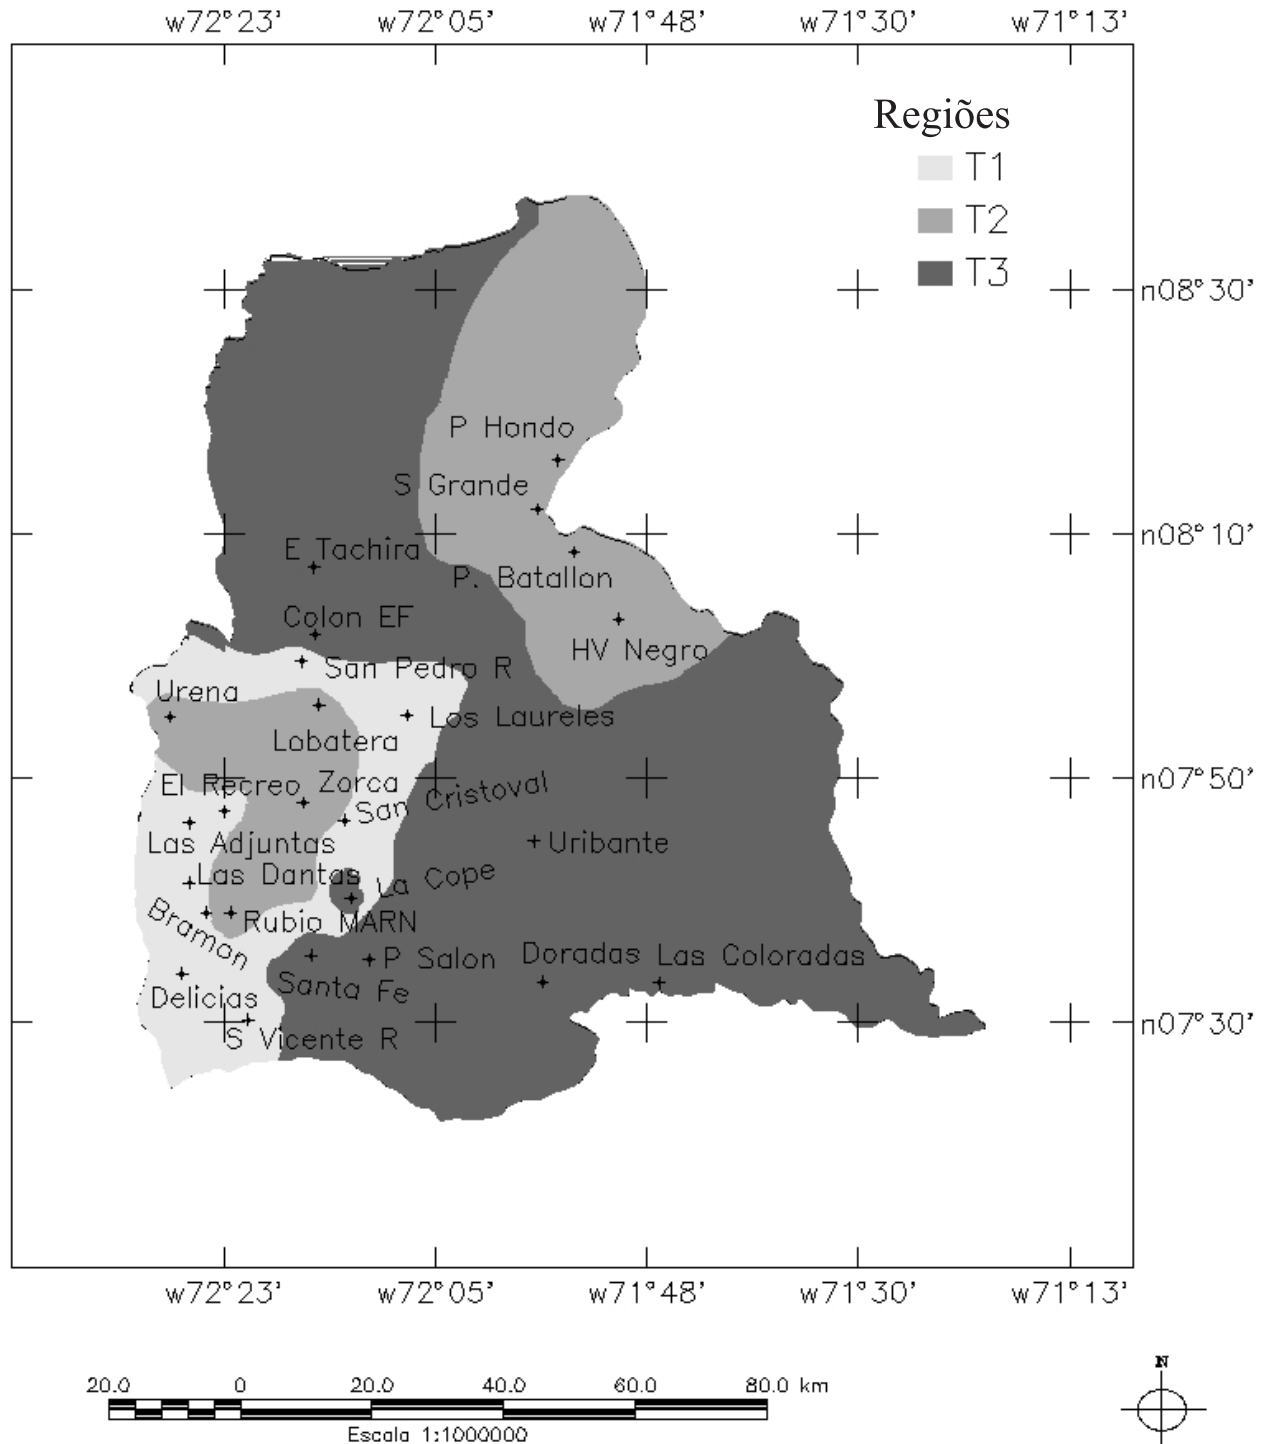 w72°23' w72°05' w71°48' w71°30' w71°13'
Regiões
T1
T2
T3
n08°30'
P Hondo
S Grande
n08°10'
E Tachira
P. Batallon
Colon EF
HV Negro
San Pedro R
Urena
Los Laureles
Lobatera
n07°50'
El Recreo
Zorca
San Cristoval
Las Adjuntas
Uribante
Las Dantas
La Cope
Bramon
Rubio MARN
P Salon
Doradas
Las Coloradas
Santa Fe
Delicias
n07°30'
S Vicente R
w72°23' w72°05' w71°48' w71°30' w71°13'
N
20.0 0 20.0 40.0 60.0 80.0 km
Escala 1:1000000